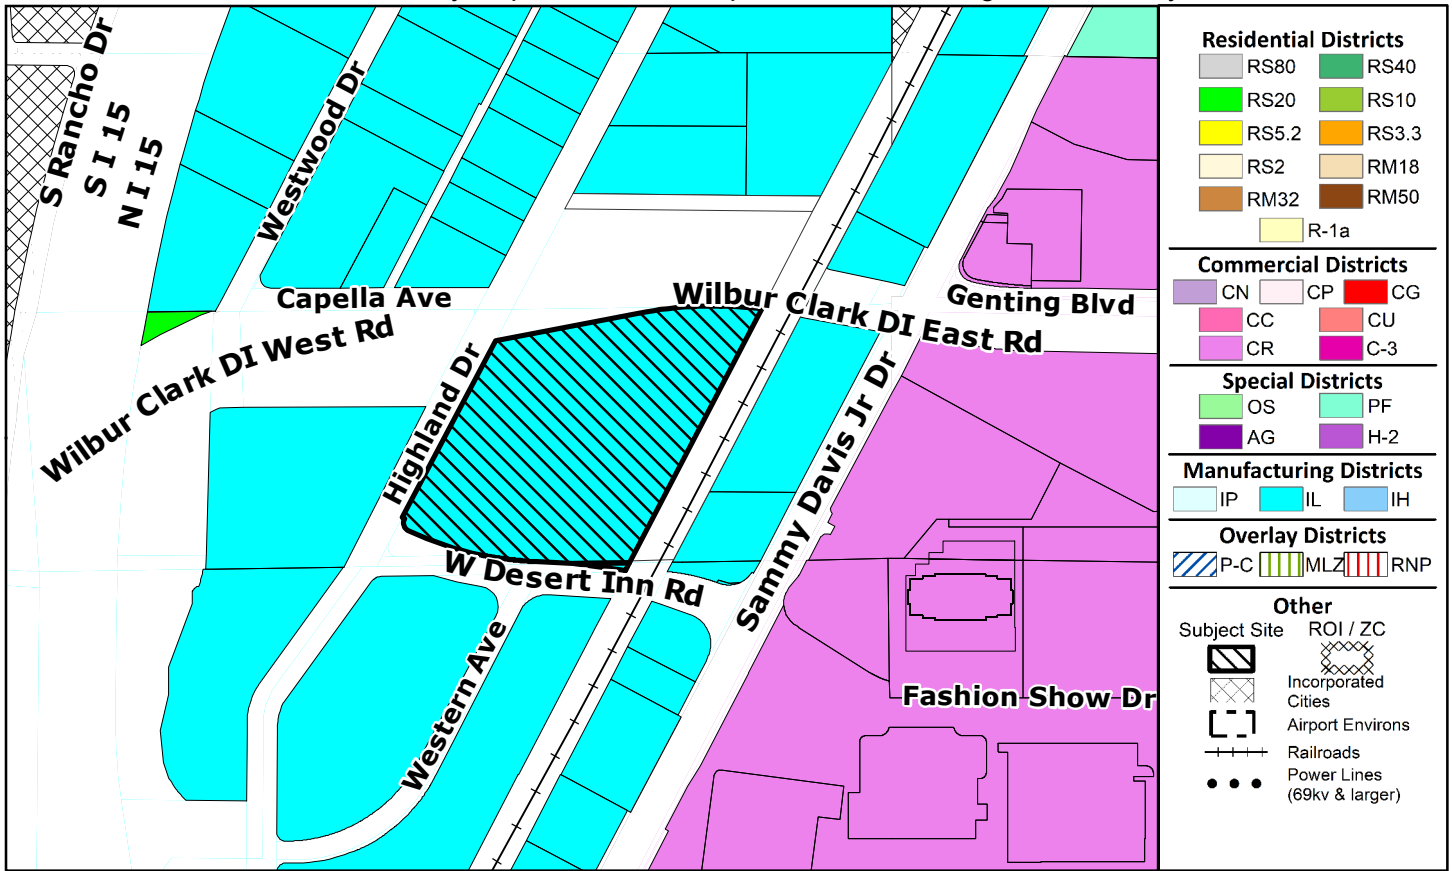 S Rancho Dr
S I 15
N I 15
Westwood Dr
Capella Ave
Wilbur Clark DI West Rd
Wilbur Clark DI East Rd
Genting Blvd
Highland Dr
Sammy Davis Jr Dr
W Desert Inn Rd
Western Ave
Fashion Show Dr
Residential Districts
RS80 RS40
RS20 RS10
RS5.2 RS3.3
RS2 RM18
RM32 RM50
R-1a
Commercial Districts
CN CP CG
CC CU
CR C-3
Special Districts
OS PF
AG H-2
Manufacturing Districts
IP IL IH
Overlay Districts
P-C MLZ RNP
Other
Subject Site ROI / ZC
Incorporated
Cities
Airport Environs
Railroads
Power Lines
(69kv & larger)